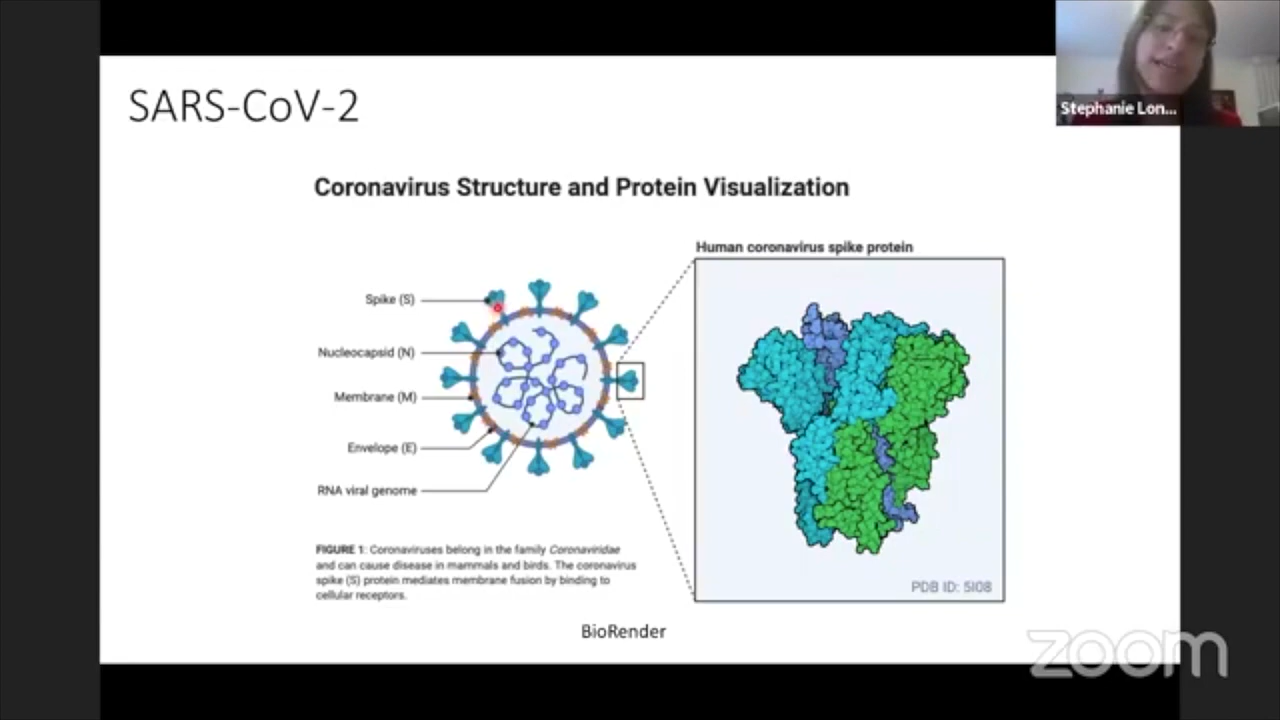 SARS-CoV-2
Stephanie Lon...
Coronavirus Structure and Protein Visualization
Human coronavirus spike protein
Spike (S)
Nucleocapsid (N)
Membrane (M)
Envelope (E)
RNA viral genome
FIGURE 1: Coronaviruses belong in the family Coronaviridae
and can cause disease in mammals and birds. The coronavirus
spike (S) protein mediates membrane fusion by binding to
cellular receptors.
PDB ID: 5I08
BioRender
zoom